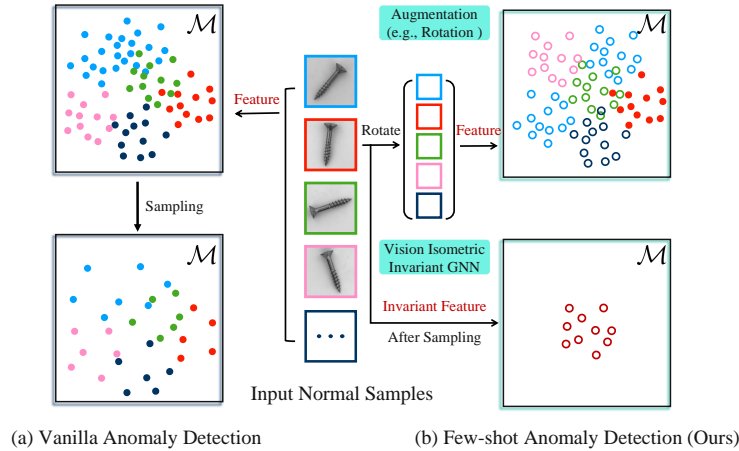 M
Augmentation
(e.g., Rotation )
M
Feature
Rotate
Feature
Sampling
M
Vision Isometric
Invariant GNN
M
Invariant Feature
After Sampling
...
Input Normal Samples
(a) Vanilla Anomaly Detection
(b) Few-shot Anomaly Detection (Ours)